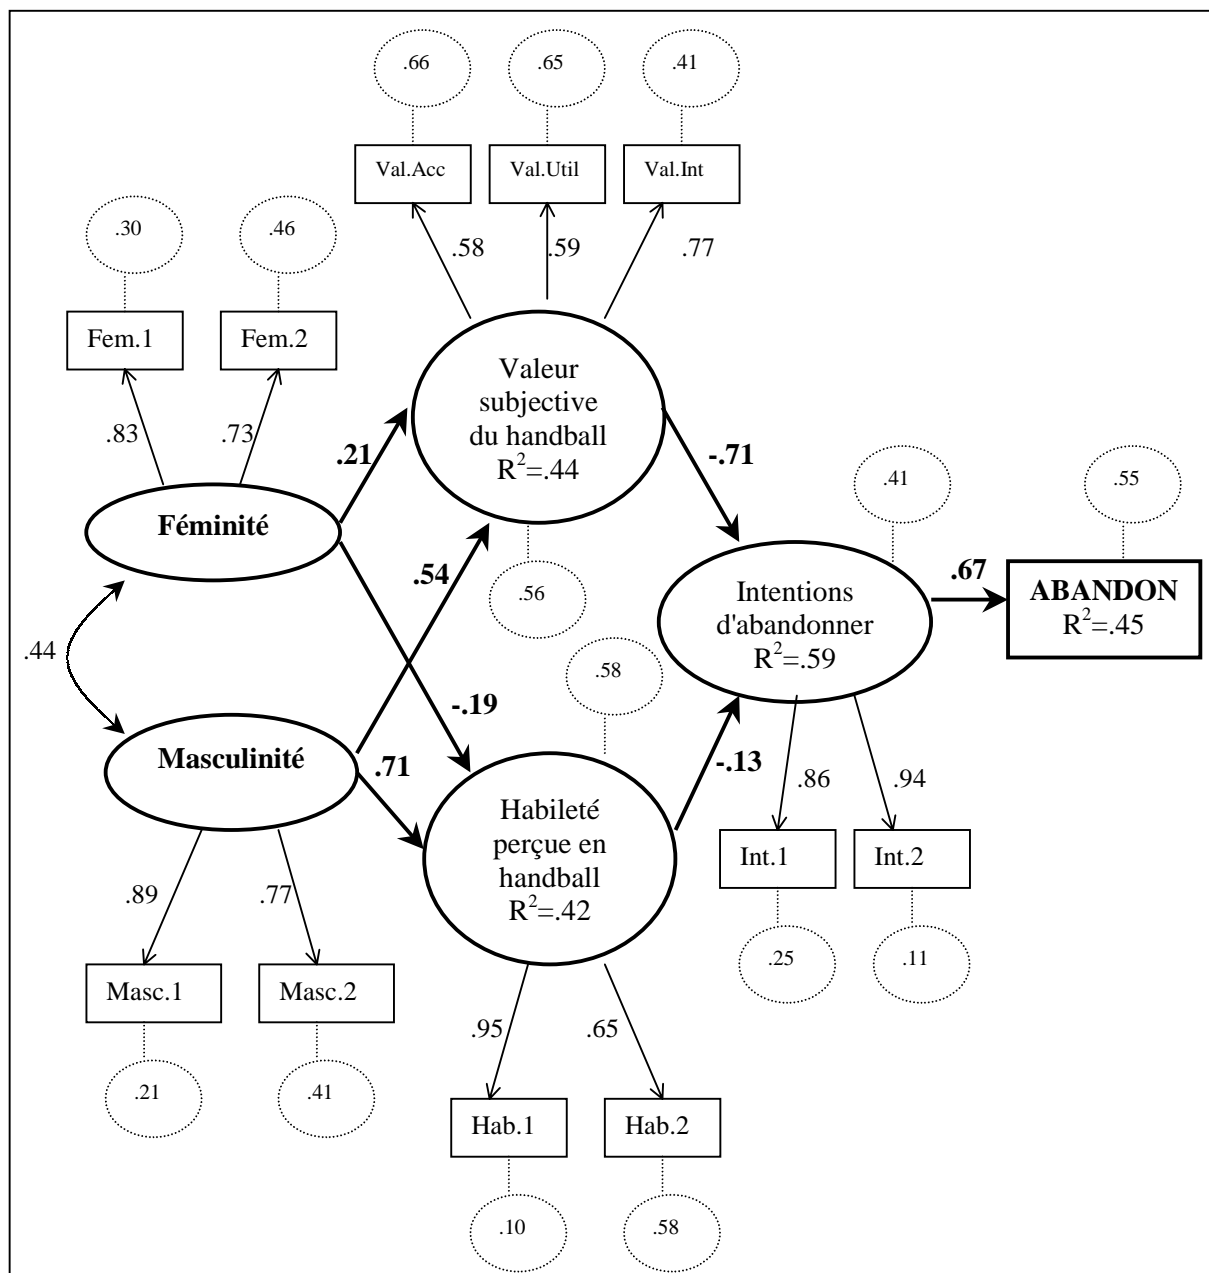 .66
.65
.41
Val.Acc
Val.Util
Val.Int
.58
.59
.77
.30
.46
Fem.1
Fem.2
.83
.73
Valeur
subjective
du handball
R²=.44
.21
-.71
Féminité
.54
.56
.41
.55
.67
ABANDON
R²=.45
Intentions
d'abandonner
R²=.59
.44
.58
-.19
Masculinité
.71
-.13
Habileté
perçue en
handball
R²=.42
.86
.94
Int.1
Int.2
.25
.11
.89
.77
Masc.1
Masc.2
.21
.41
.95
.65
Hab.1
Hab.2
.10
.58